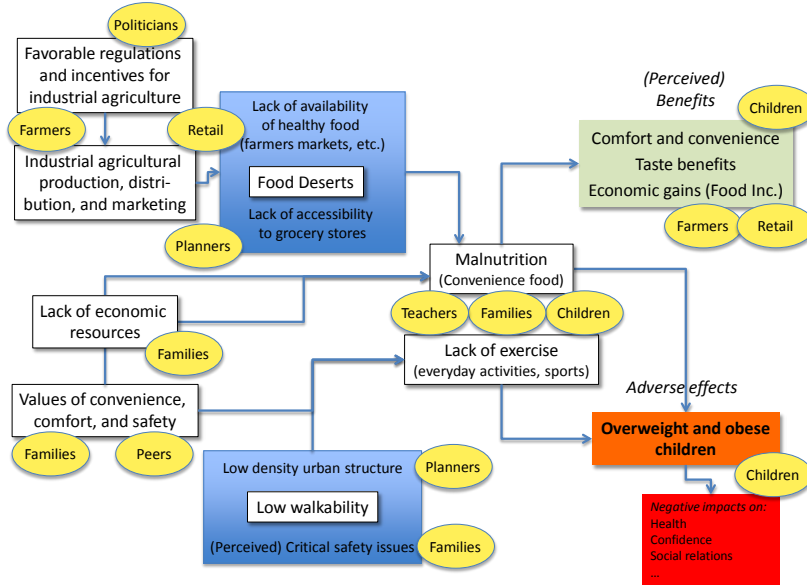 Politicians
Favorable regulations
and incentives for
industrial agriculture
Farmers
Retail
Industrial agricultural
production, distri-
bution, and marketing
Lack of availability
of healthy food
(farmers markets, etc.)
Food Deserts
Lack of accessibility
to grocery stores
Planners
(Perceived)
Benefits
Children
Comfort and convenience
Taste benefits
Economic gains (Food Inc.)
Farmers
Retail
Malnutrition
(Convenience food)
Teachers
Families
Children
Lack of economic
resources
Families
Lack of exercise
(everyday activities, sports)
Values of convenience,
comfort, and safety
Families
Peers
Adverse effects
Overweight and obese
children
Children
Low density urban structure
Planners
Low walkability
(Perceived) Critical safety issues
Families
Negative impacts on:
Health
Confidence
Social relations
...